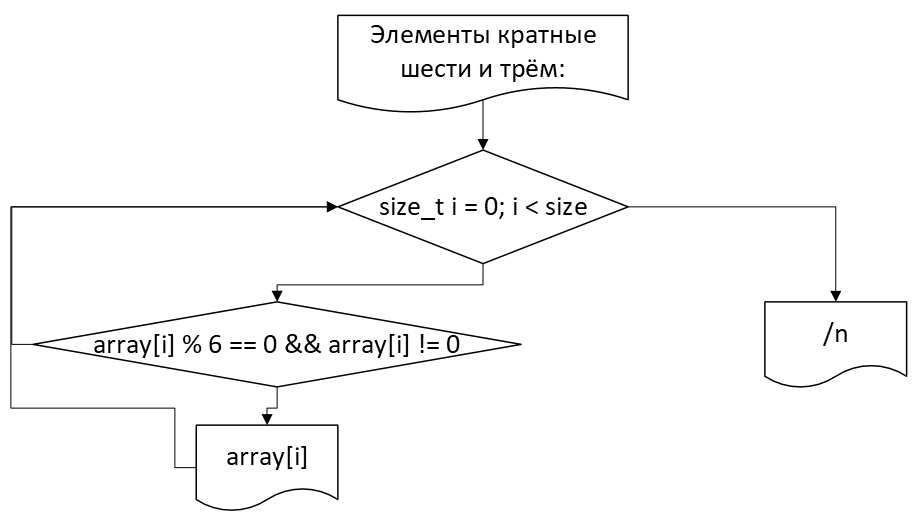 Элементы кратные
шести и трём:
size_t i = 0; i < size
array[i] % 6 == 0 && array[i] != 0
/n
array[i]